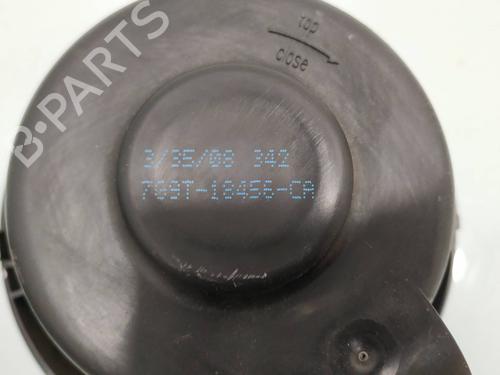 Top
close
3/35/08 342
7G9T-18456-CA
B-PARTS